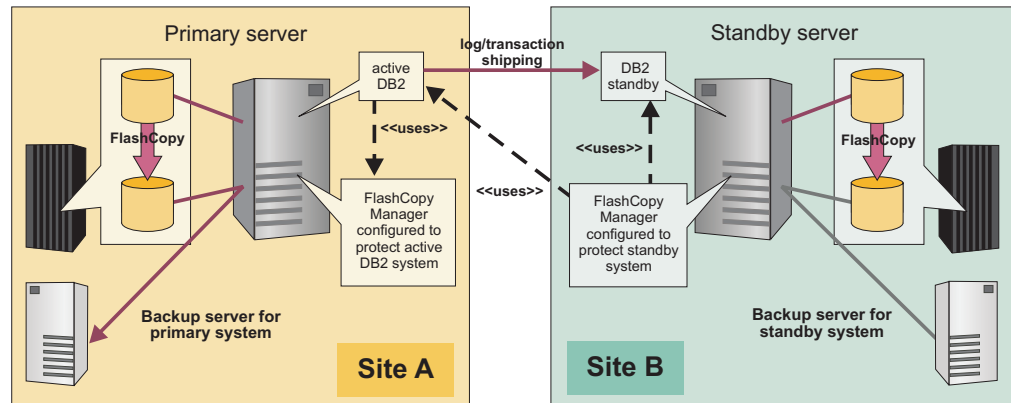 Primary server
log/transaction
shipping
Standby server
active
DB2
DB2
standby
FlashCopy
<<uses>>
<<uses>>
FlashCopy
<<uses>>
FlashCopy
Manager
configured to
protect active
DB2 system
FlashCopy
Manager
configured to
protect standby
system
Backup server for
primary system
Backup server for
standby system
Site A
Site B